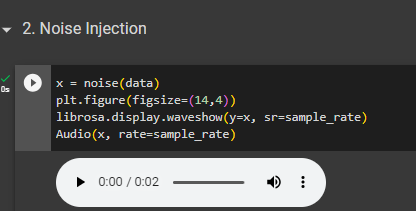 2. Noise Injection
0s
x = noise(data)
plt.figure(figsize=(14,4))
librosa.display.waveshow(y=x, sr=sample_rate)
Audio(x, rate=sample_rate)
0:00 / 0:02